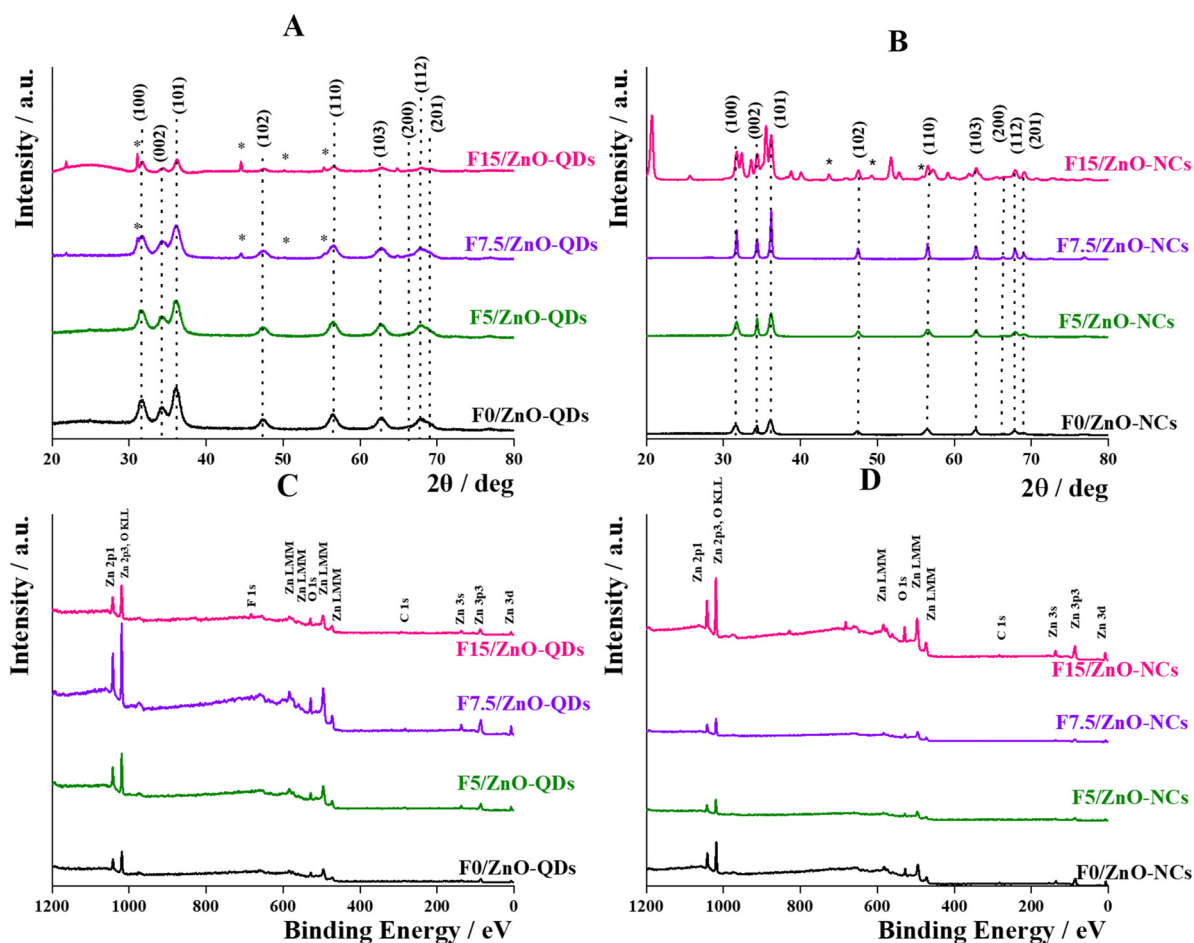 A
Intensity / a.u.
(100)
(002)
(101)
(102)
(110)
(103)
(200)
(112)
(201)
*
*
*
*
F15/ZnO-QDs
*
*
*
*
F7.5/ZnO-QDs
F5/ZnO-QDs
F0/ZnO-QDs
20 30 40 50 60 70 80
2θ / deg
B
Intensity / a.u.
(100)
(002)
(101)
(102)
(110)
(103)
(200)
(112)
(201)
*
*
*
F15/ZnO-NCs
F7.5/ZnO-NCs
F5/ZnO-NCs
F0/ZnO-NCs
20 30 40 50 60 70 80
2θ / deg
C
Intensity / a.u.
Zn 2p1
Zn 2p3, O KLL
F 1s
Zn LMM
Zn LMM
O 1s
Zn LMM
Zn LMM
C 1s
Zn 3s
Zn 3p3
Zn 3d
F15/ZnO-QDs
F7.5/ZnO-QDs
F5/ZnO-QDs
F0/ZnO-QDs
1200 1000 800 600 400 200 0
Binding Energy / eV
D
Intensity / a.u.
Zn 2p1
Zn 2p3, O KLL
Zn LMM
O 1s
Zn LMM
Zn LMM
C 1s
Zn 3s
Zn 3p3
Zn 3d
F15/ZnO-NCs
F7.5/ZnO-NCs
F5/ZnO-NCs
F0/ZnO-NCs
1200 1000 800 600 400 200 0
Binding Energy / eV